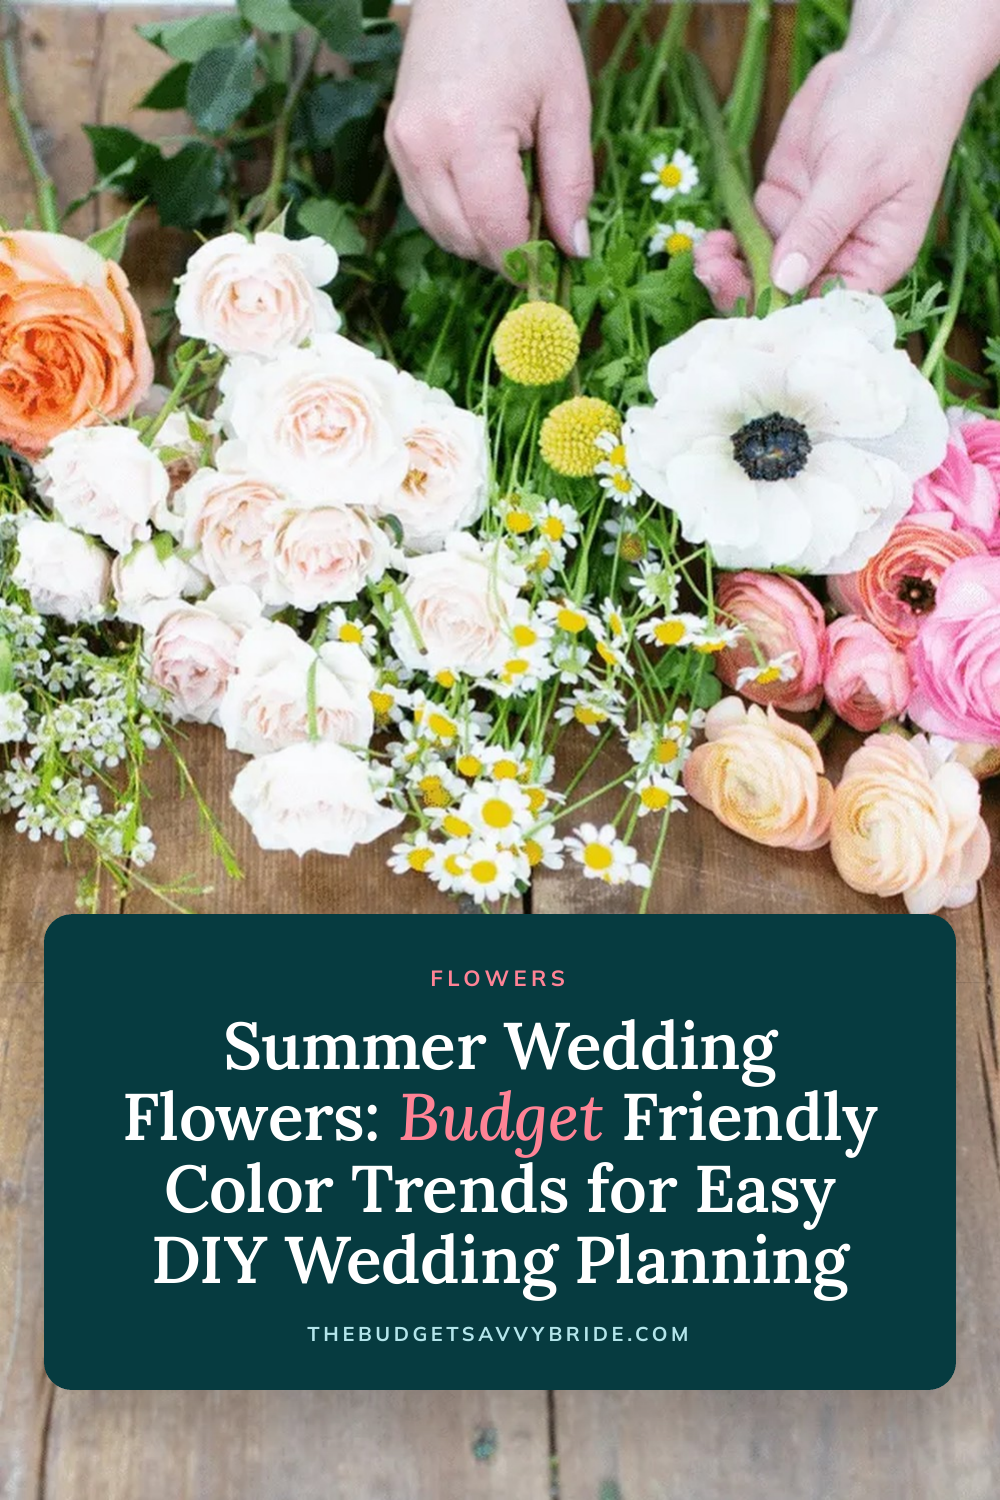 FLOWERS
Summer Wedding
Flowers: Budget Friendly
Color Trends for Easy
DIY Wedding Planning
THEBUDGETSAVVYBRIDE.COM